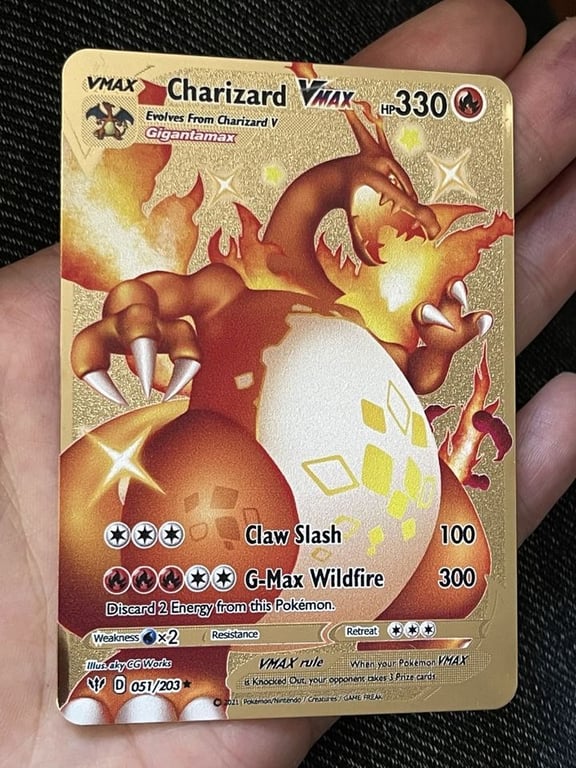 VMAX Charizard VMAX HP330
Evolves From Charizard V
Gigantamax
Claw Slash 100
G-Max Wildfire 300
Discard 2 Energy from this Pokémon.
Weakness ×2 Resistance Retreat
Illus. aky CG Works
VMAX rule When your Pokémon VMAX
is Knocked Out, your opponent takes 3 Prize cards
D 051/203
©2021 Pokémon/Nintendo / Creatures / GAME FREAK